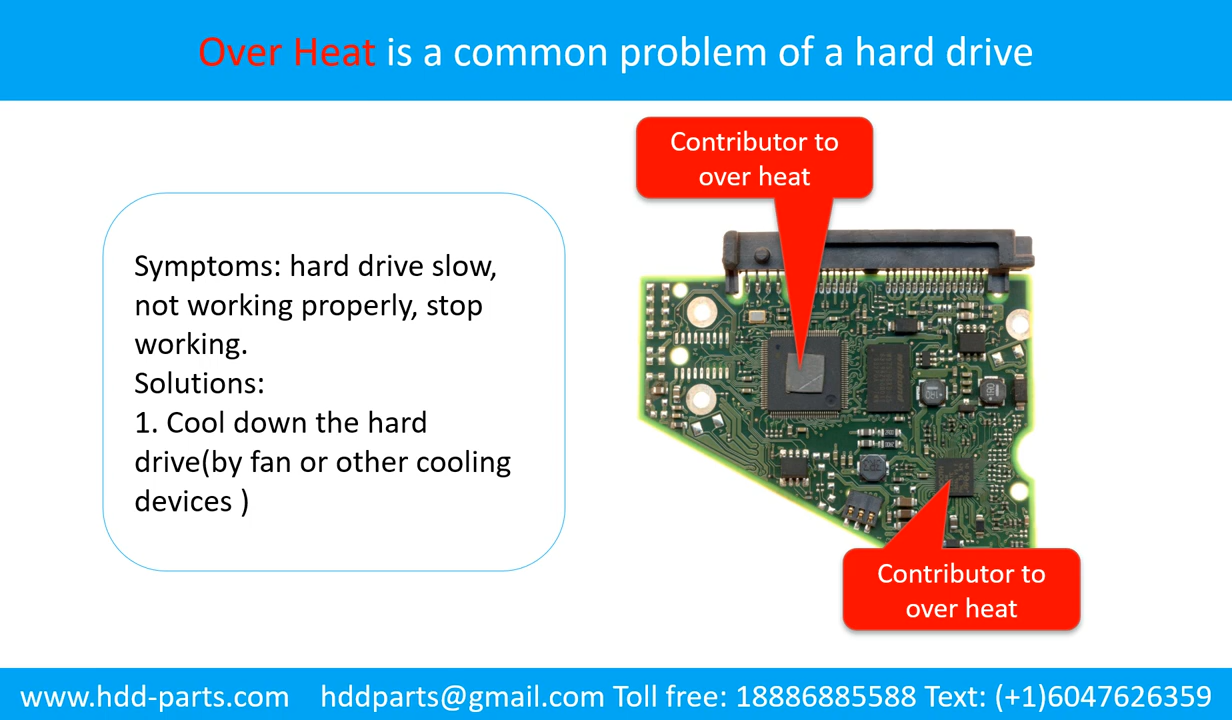 Over Heat is a common problem of a hard drive
Contributor to
over heat
Symptoms: hard drive slow,
not working properly, stop
working.
Solutions:
1. Cool down the hard
drive(by fan or other cooling
devices )
Contributor to
over heat
www.hdd-parts.com hddparts@gmail.com Toll free: 18886885588 Text: (+1)6047626359